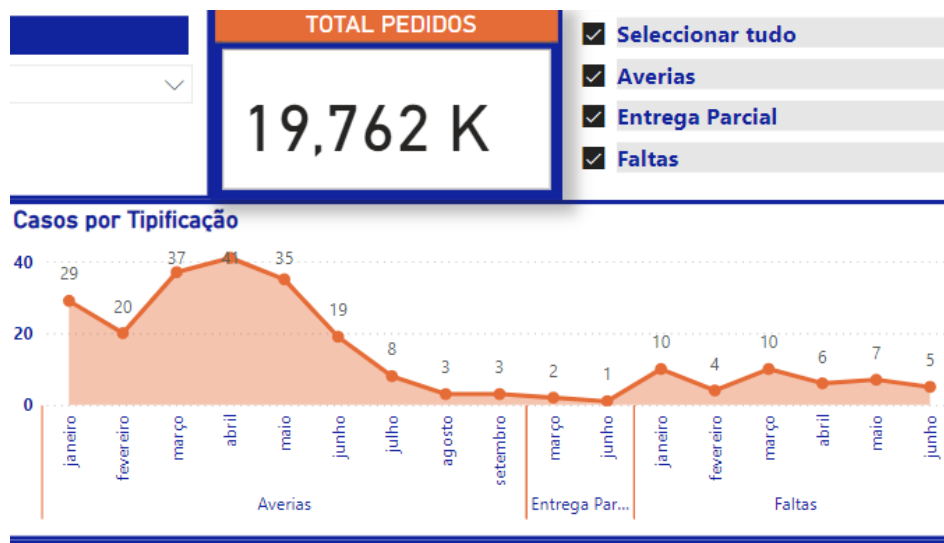 TOTAL PEDIDOS
19,762 K
Seleccionar tudo
Averias
Entrega Parcial
Faltas
Casos por Tipificação
40
20
0
29
20
37
41
35
19
8
3
3
2
1
10
4
10
6
7
5
janeiro
fevereiro
março
abril
maio
junho
julho
agosto
setembro
março
junho
janeiro
fevereiro
março
abril
maio
junho
Averias
Entrega Par...
Faltas